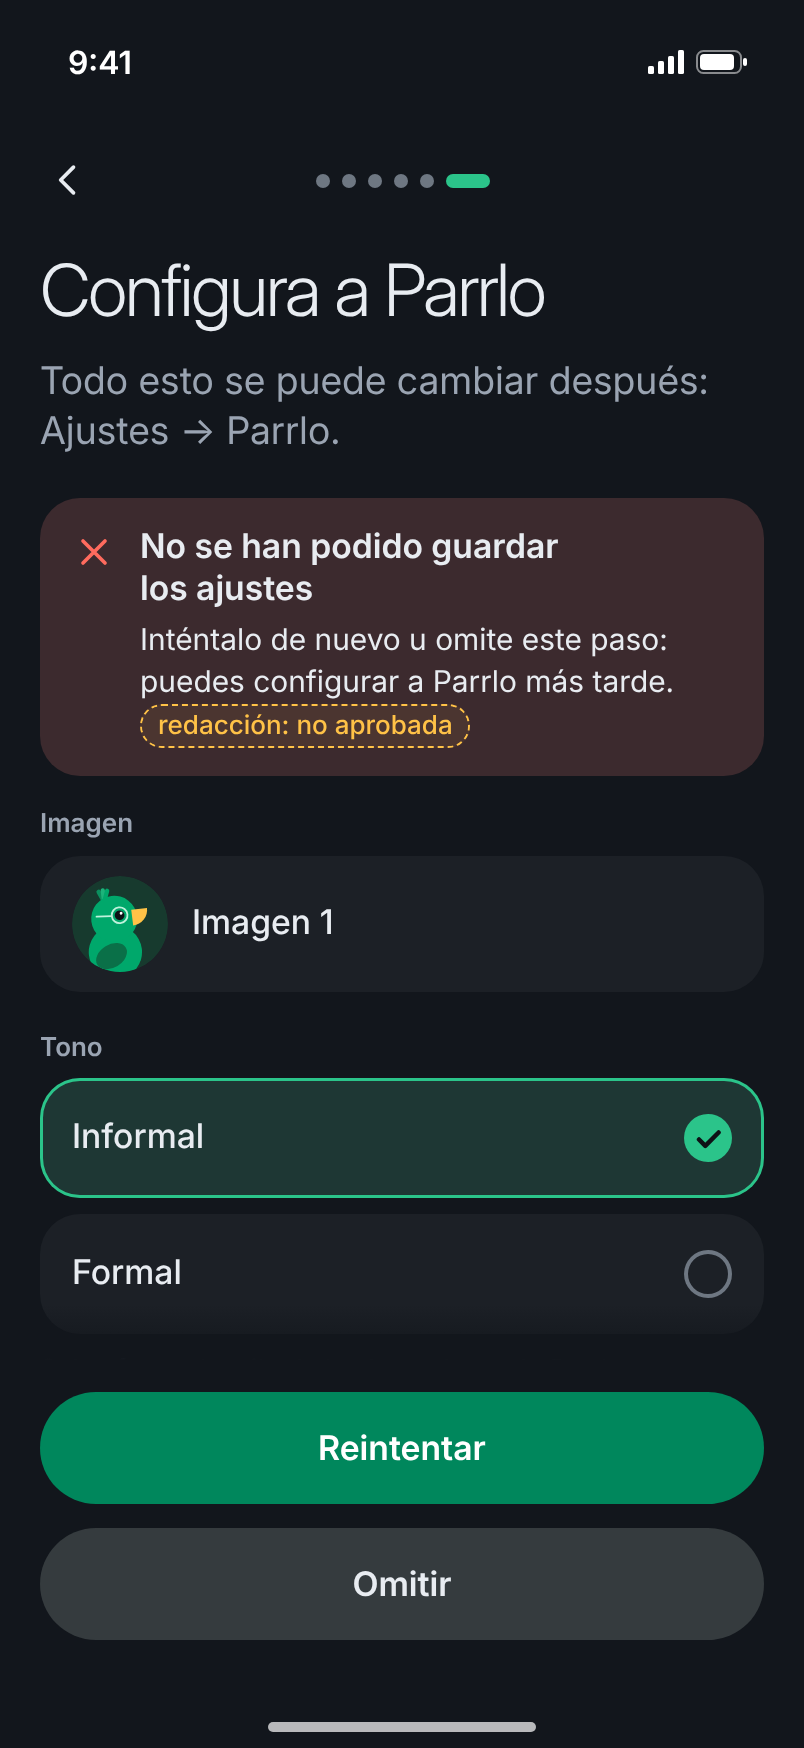 9:41
Configura a Parrlo
Todo esto se puede cambiar después:
Ajustes → Parrlo.
No se han podido guardar
los ajustes
Inténtalo de nuevo u omite este paso:
puedes configurar a Parrlo más tarde.
redacción: no aprobada
Imagen
Imagen 1
Tono
Informal
Formal
Reintentar
Omitir